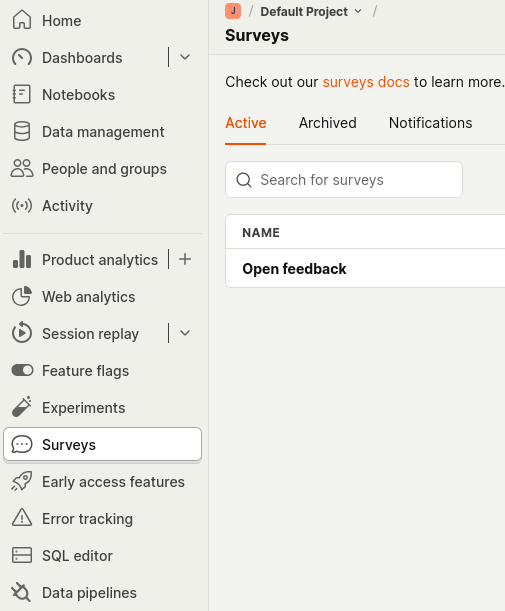 Home
Dashboards
Notebooks
Data management
People and groups
Activity
Product analytics
Web analytics
Session replay
Feature flags
Experiments
Surveys
Early access features
Error tracking
SQL editor
Data pipelines
J / Default Project /
Surveys
Check out our surveys docs to learn more.
Active Archived Notifications
Search for surveys
NAME
Open feedback